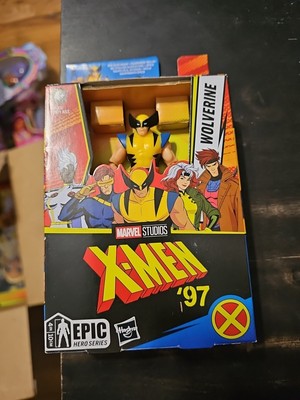 WOLVERINE
MARVEL STUDIOS
X-MEN
'97
EPIC
HERO SERIES
Hasbro